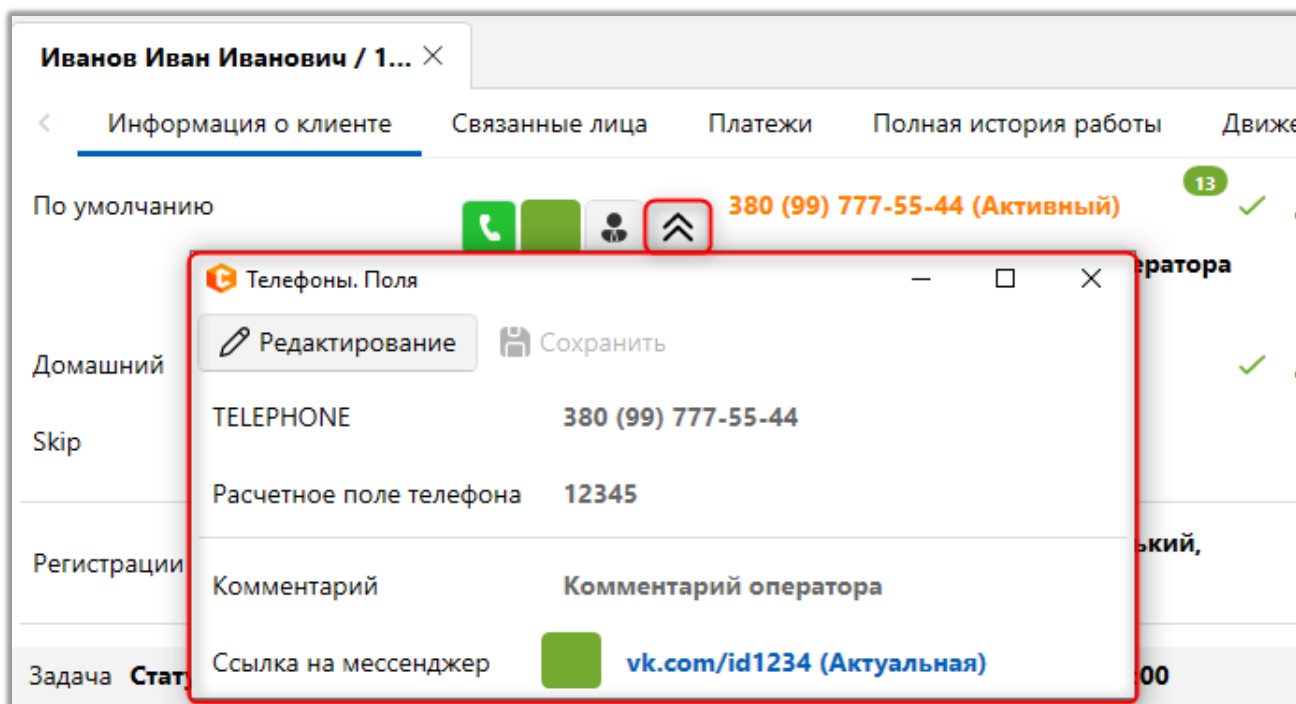 Иванов Иван Иванович / 1...
Информация о клиенте Связанные лица Платежи Полная история работы Движе
По умолчанию 380 (99) 777-55-44 (Активный) 13
ератора
Телефоны. Поля
Редактирование Сохранить
Домашний
TELEPHONE 380 (99) 777-55-44
Skip
Расчетное поле телефона 12345
ький,
Регистрации
Комментарий Комментарий оператора
Ссылка на мессенджер vk.com/id1234 (Актуальная)
Задача Стату 00